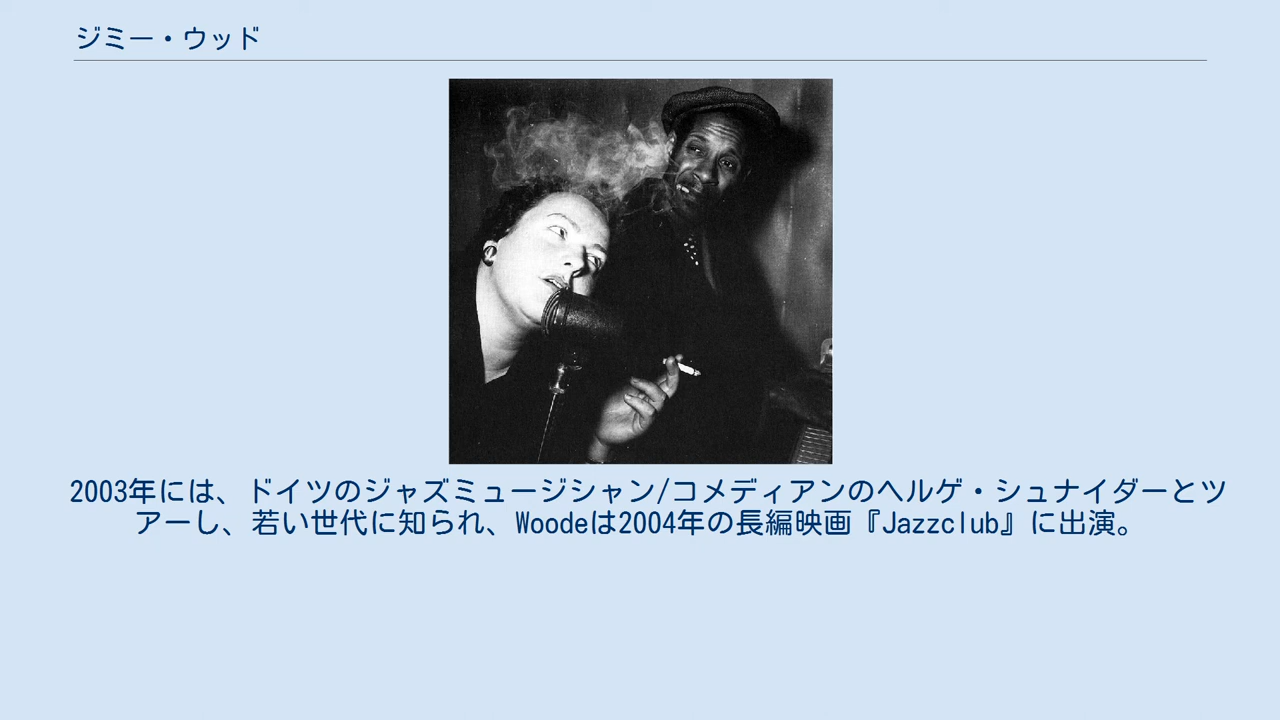 ジミー・ウッド
2003年には、ドイツのジャズミュージシャン/コメディアンのヘルゲ・シュナイダーとツ
アーし、若い世代に知られ、Woodeは2004年の長編映画『Jazzclub』に出演。